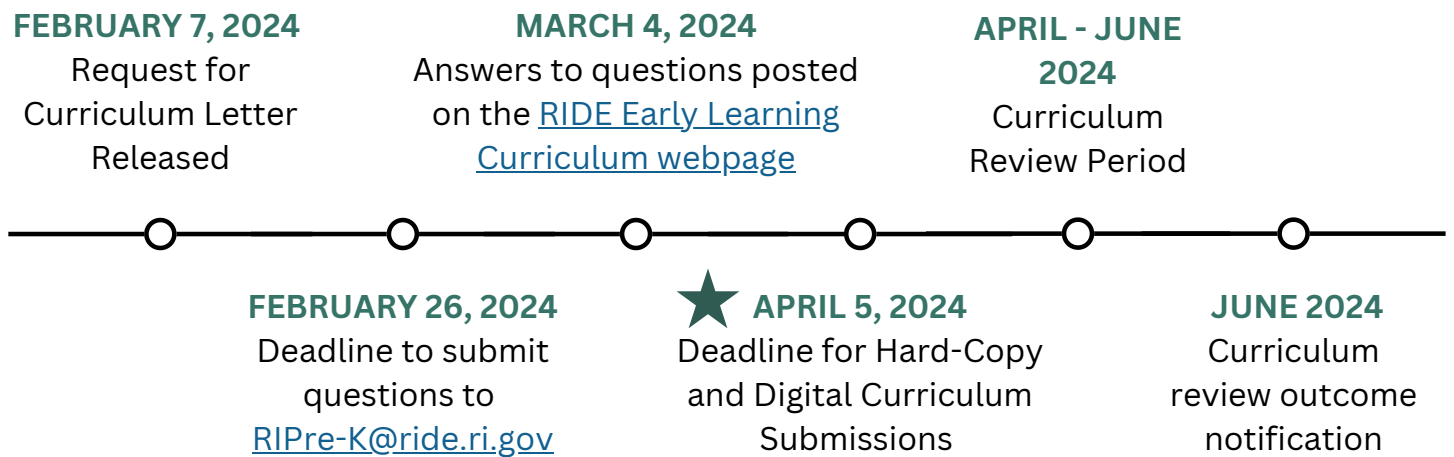 FEBRUARY 7, 2024
Request for
Curriculum Letter
Released
MARCH 4, 2024
Answers to questions posted
on the RIDE Early Learning
Curriculum webpage
APRIL - JUNE
2024
Curriculum
Review Period
FEBRUARY 26, 2024
Deadline to submit
questions to
RIPre-K@ride.ri.gov
APRIL 5, 2024
Deadline for Hard-Copy
and Digital Curriculum
Submissions
JUNE 2024
Curriculum
review outcome
notification